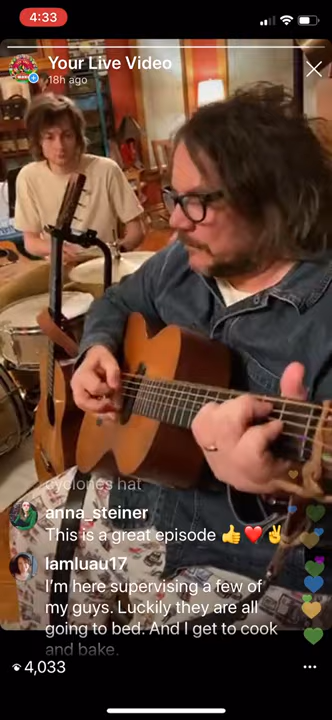 4:33
Your Live Video
18h ago
cyclones hat
anna_steiner
This is a great episode 👍❤️✌️
lamluau17
I'm here supervising a few of
my guys. Luckily they are all
going to bed. And I get to cook
and bake.
4,033